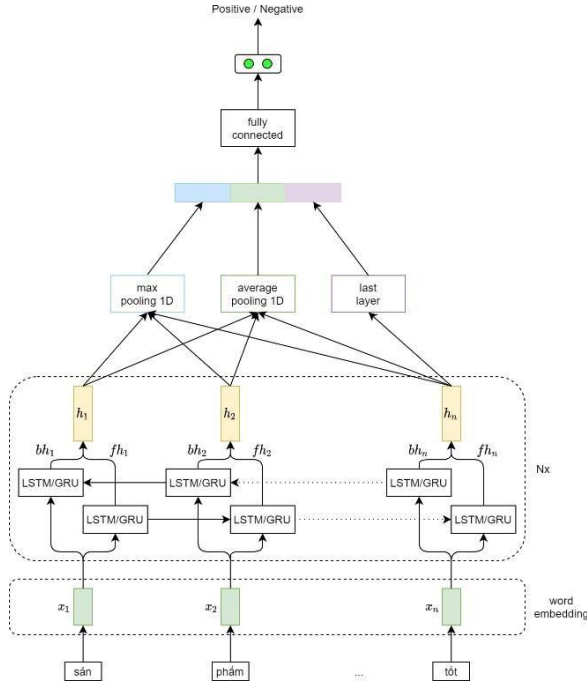 Positive / Negative
fully
connected
max
pooling 1D
average
pooling 1D
last
layer
h₁
h₂
hₙ
bh₁
fh₁
bh₂
fh₂
bhₙ
fhₙ
LSTM/GRU
LSTM/GRU
LSTM/GRU
Nx
LSTM/GRU
LSTM/GRU
LSTM/GRU
x₁
x₂
xₙ
word
embedding
sản
phẩm
...
tốt